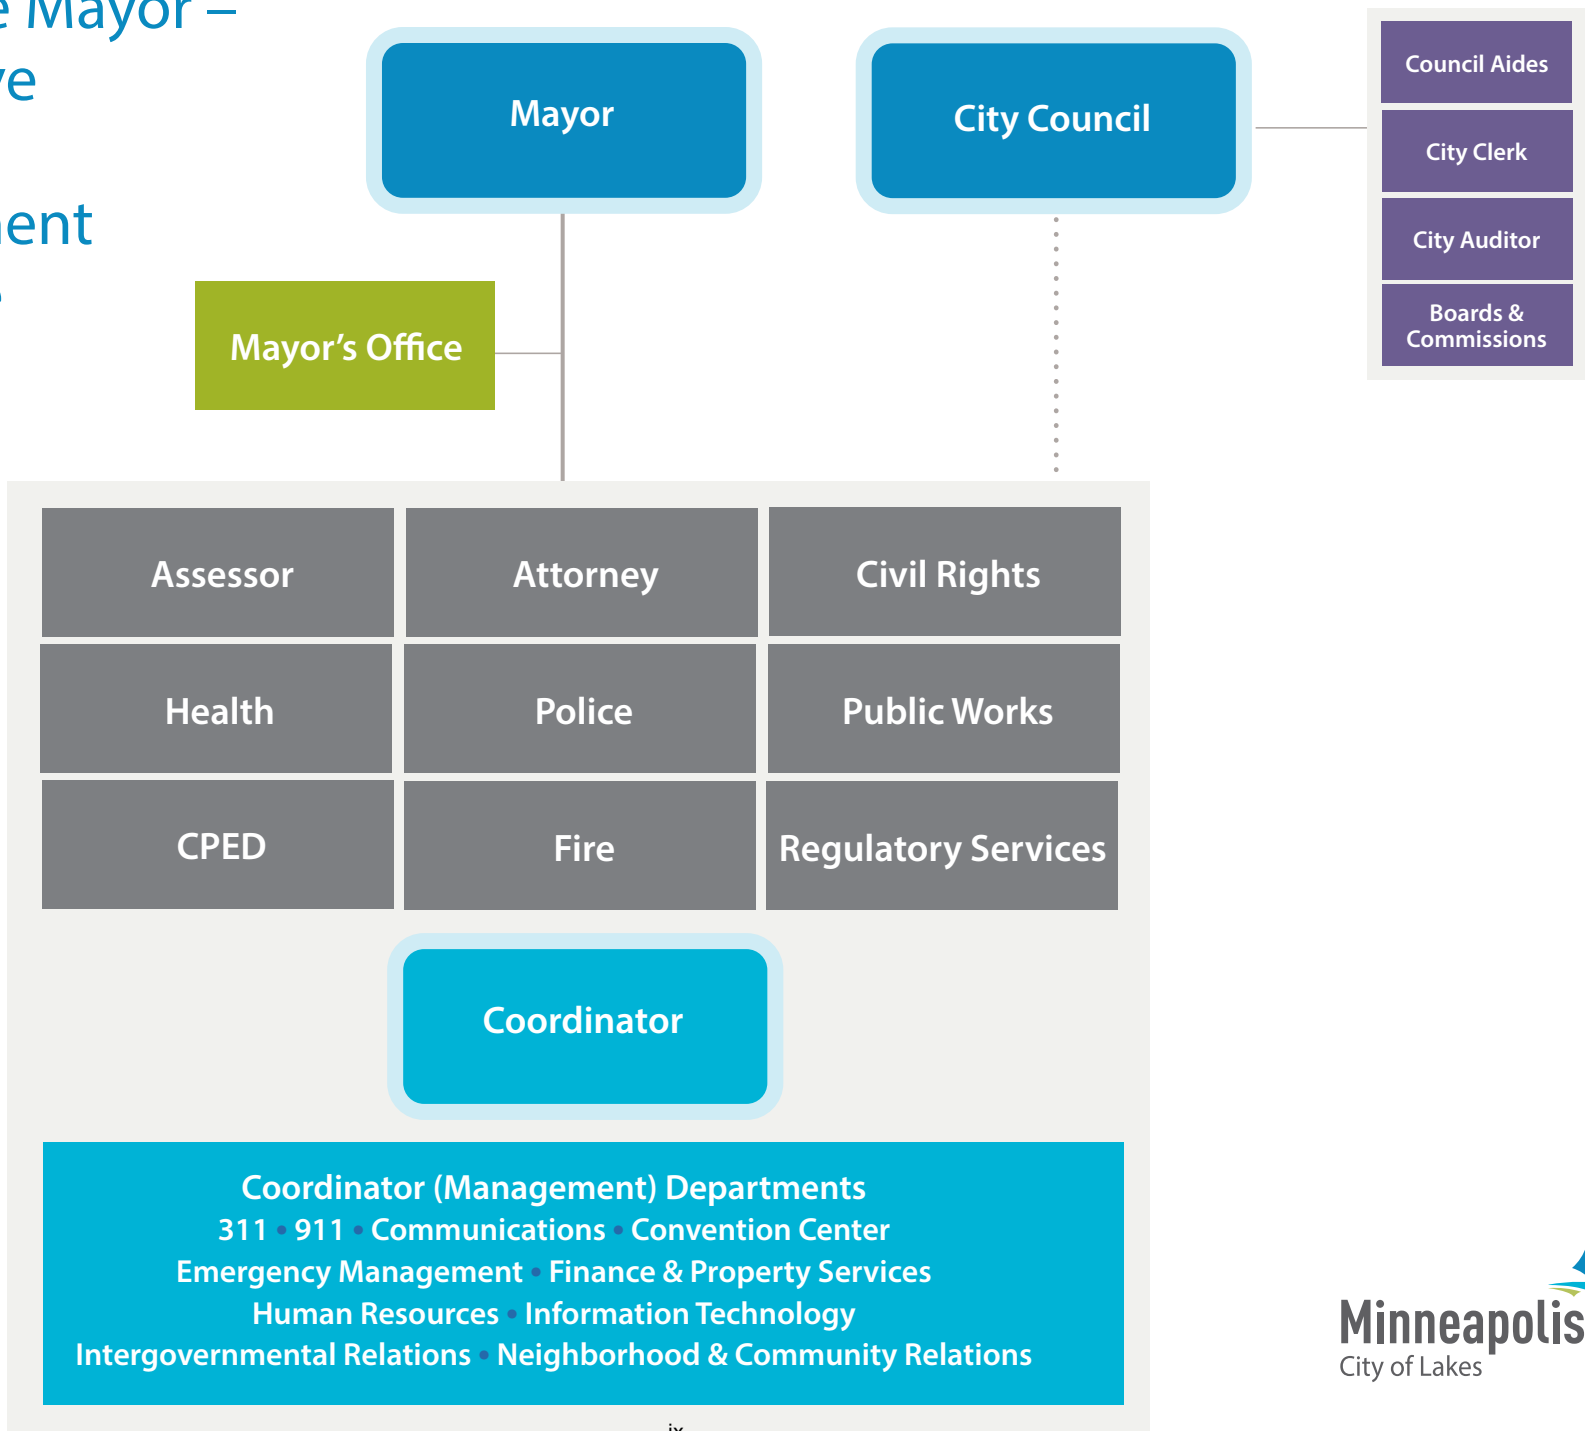 Mayor –
Mayor
City Council
Council Aides
City Clerk
City Auditor
Boards &
Commissions
Mayor’s Office
Assessor
Attorney
Civil Rights
Health
Police
Public Works
CPED
Fire
Regulatory Services
Coordinator
Coordinator (Management) Departments
311 • 911 • Communications • Convention Center
Emergency Management • Finance & Property Services
Human Resources • Information Technology
Intergovernmental Relations • Neighborhood & Community Relations
ix
Minneapolis
City of Lakes